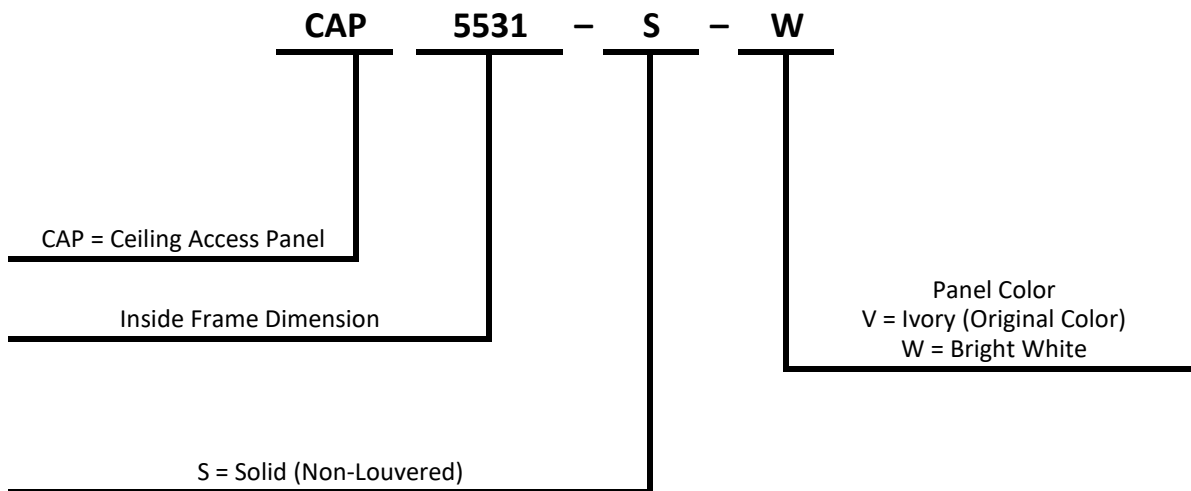 CAP 5531 – S – W
CAP = Ceiling Access Panel
Inside Frame Dimension
Panel Color
V = Ivory (Original Color)
W = Bright White
S = Solid (Non-Louvered)